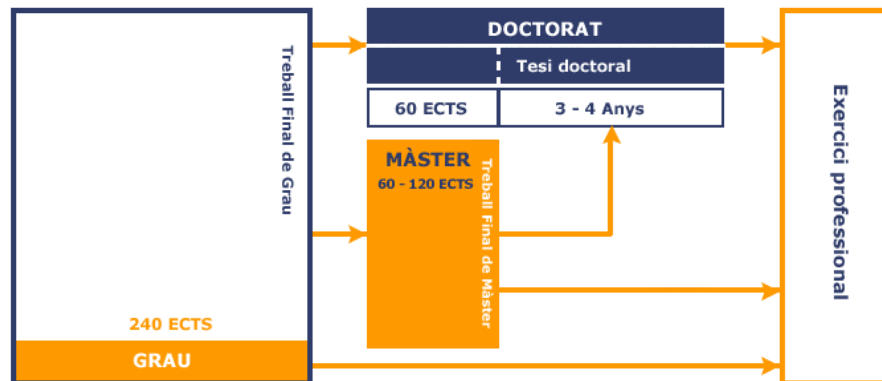 Treball Final de Grau
240 ECTS
GRAU
DOCTORAT
Tesi doctoral
60 ECTS
3 - 4 Anys
MÀSTER
60 - 120 ECTS
Treball Final de Màster
Exercici professional